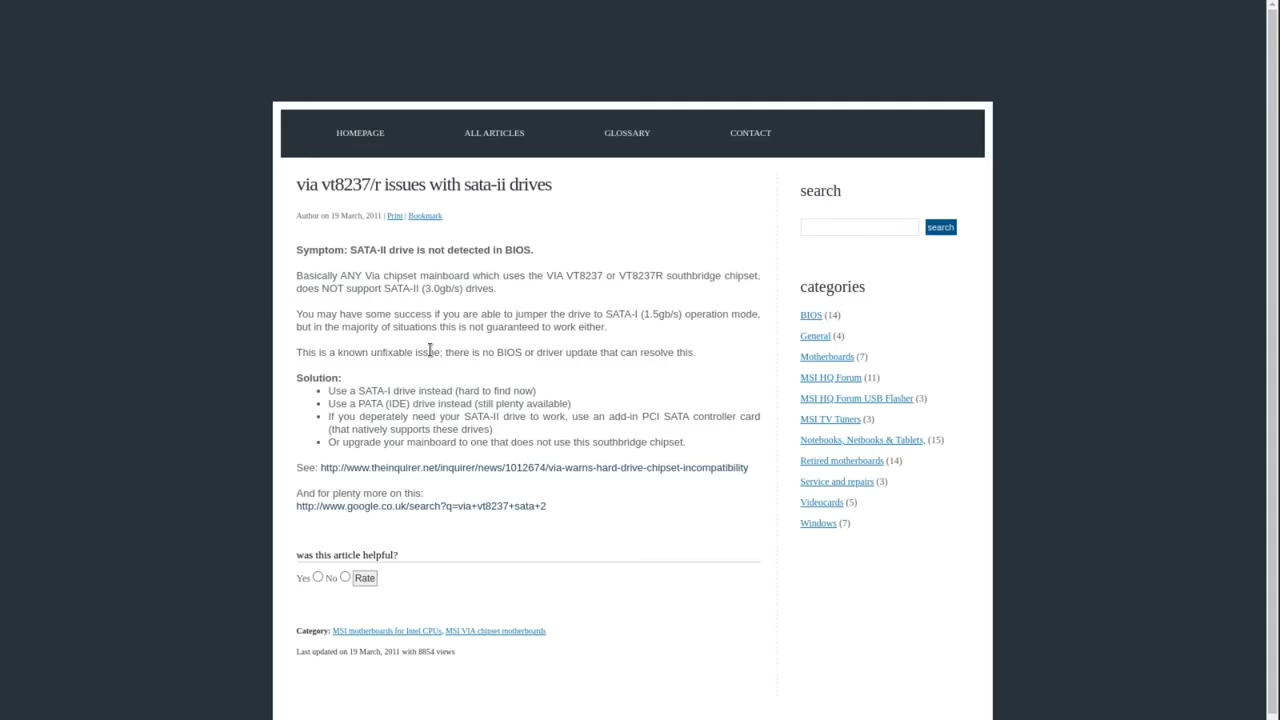 HOMEPAGE ALL ARTICLES GLOSSARY CONTACT
via vt8237/r issues with sata-ii drives
Author on 19 March, 2011 | Print | Bookmark
Symptom: SATA-II drive is not detected in BIOS.
Basically ANY Via chipset mainboard which uses the VIA VT8237 or VT8237R southbridge chipset,
does NOT support SATA-II (3.0gb/s) drives.
You may have some success if you are able to jumper the drive to SATA-I (1.5gb/s) operation mode,
but in the majority of situations this is not guaranteed to work either.
This is a known unfixable issue; there is no BIOS or driver update that can resolve this.
Solution:
Use a SATA-I drive instead (hard to find now)
Use a PATA (IDE) drive instead (still plenty available)
If you deperately need your SATA-II drive to work, use an add-in PCI SATA controller card
(that natively supports these drives)
Or upgrade your mainboard to one that does not use this southbridge chipset.
See: http://www.theinquirer.net/inquirer/news/1012674/via-warns-hard-drive-chipset-incompatibility
And for plenty more on this:
http://www.google.co.uk/search?q=via+vt8237+sata+2
was this article helpful?
Yes No Rate
Category: MSI motherboards for Intel CPUs, MSI VIA chipset motherboards
Last updated on 19 March, 2011 with 8854 views
search
search
categories
BIOS (14)
General (4)
Motherboards (7)
MSI HQ Forum (11)
MSI HQ Forum USB Flasher (3)
MSI TV Tuners (3)
Notebooks, Netbooks & Tablets, (15)
Retired motherboards (14)
Service and repairs (3)
Videocards (5)
Windows (7)